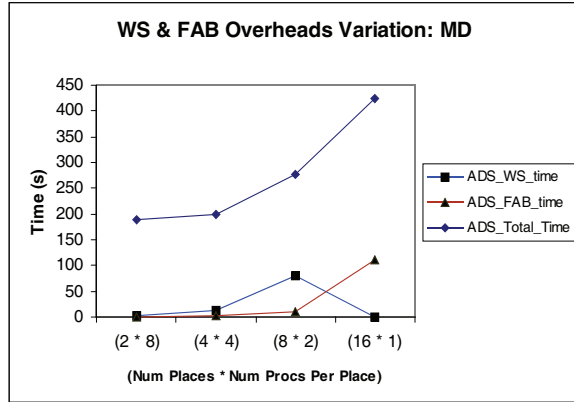 WS & FAB Overheads Variation: MD
450
400
350
300
250
200
150
100
50
0
Time (s)
(2 * 8)
(4 * 4)
(8 * 2)
(16 * 1)
(Num Places * Num Procs Per Place)
ADS_WS_time
ADS_FAB_time
ADS_Total_Time